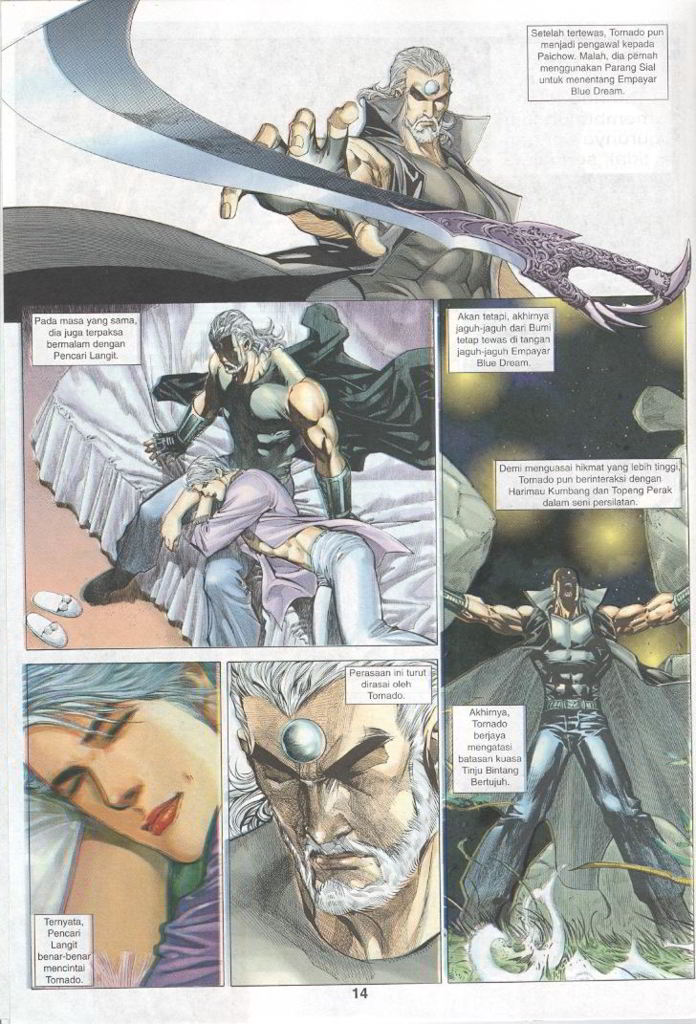 Setelah tertewas, Tornado pun
menjadi pengawal kepada
Paichow. Malah, dia pernah
menggunakan Parang Sial
untuk menentang Empayar
Blue Dream.
Pada masa yang sama,
dia juga terpaksa
bermalam dengan
Pencari Langit.
Akan tetapi, akhirnya
jaguh-jaguh dari Bumi
tetap tewas di tangan
jaguh-jaguh Empayar
Blue Dream.
Demi menguasai hikmat yang lebih tinggi,
Tornado pun berinteraksi dengan
Harimau Kumbang dan Topeng Perak
dalam seni persilatan.
Ternyata,
Pencari
Langit
benar-benar
mencintai
Tornado.
Perasaan ini turut
dirasai oleh
Tornado.
Akhirnya,
Tornado
berjaya
mengatasi
batasan kuasa
Tinju Bintang
Bertujuh.
14